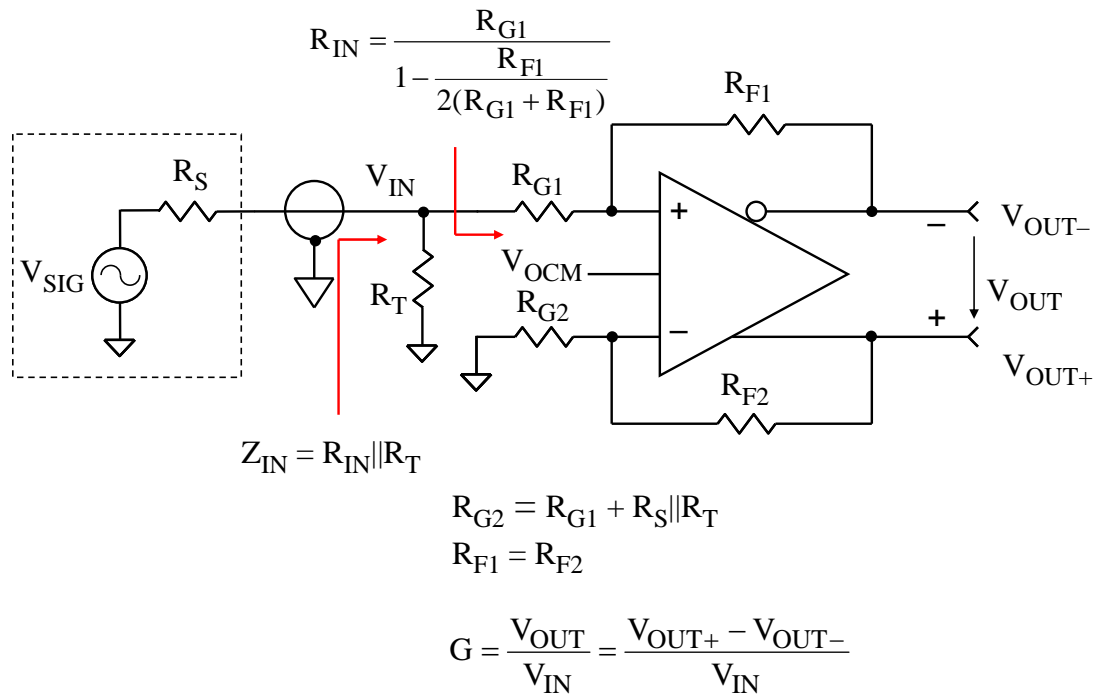 R_IN = R_G1 / (1 − R_F1 / 2(R_G1 + R_F1))
R_F1
R_S
V_IN
R_G1
+
−
V_OUT−
V_SIG
V_OCM
R_T
R_G2
−
+
V_OUT
V_OUT+
R_F2
Z_IN = R_IN||R_T
R_G2 = R_G1 + R_S||R_T
R_F1 = R_F2
G = V_OUT / V_IN = (V_OUT+ − V_OUT−) / V_IN